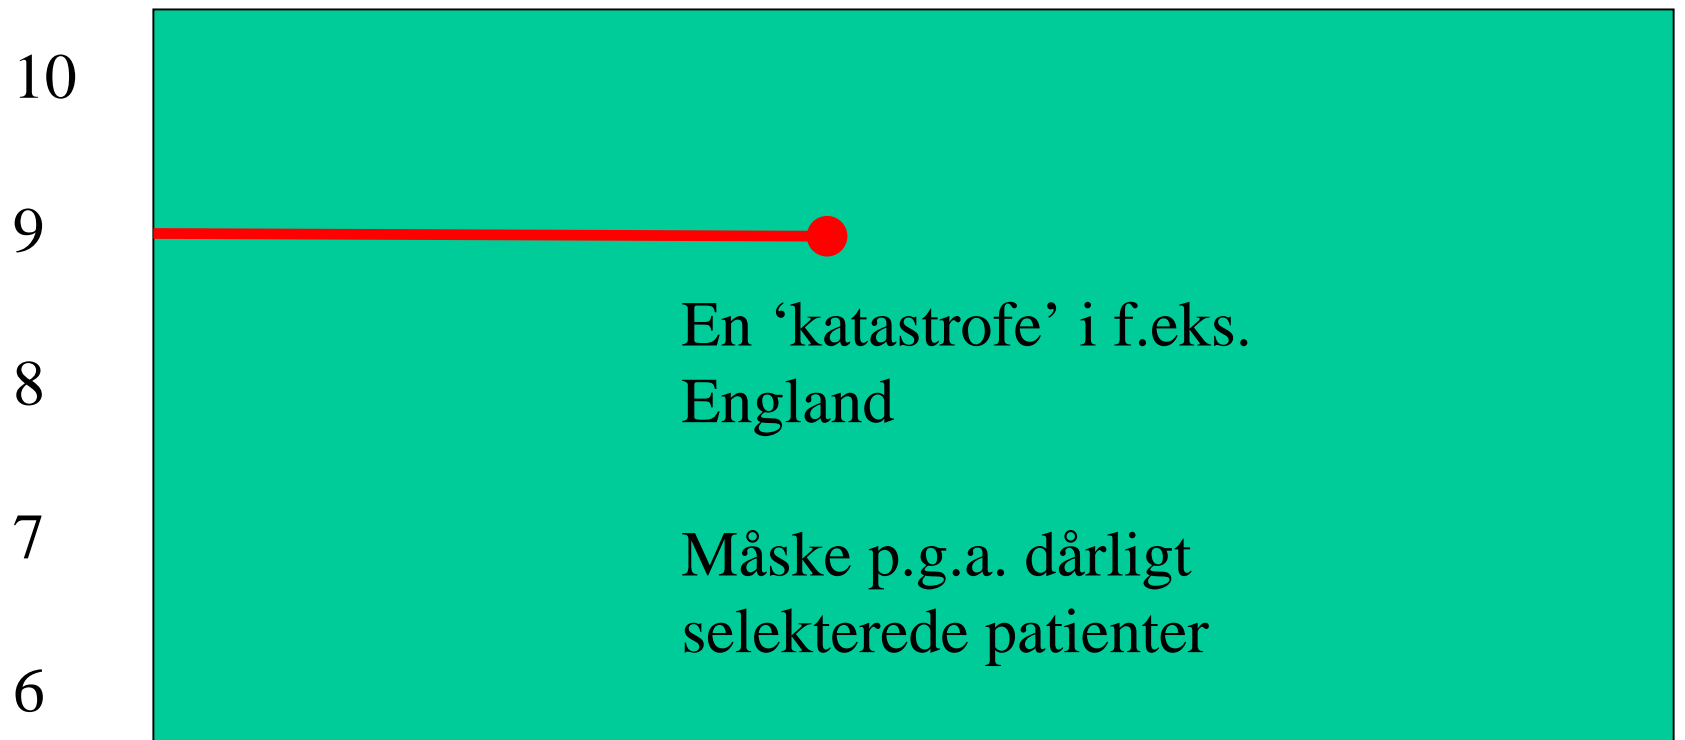 10
9
En ‘katastrofe’ i f.eks.
8
England
7
Måske p.g.a. dårligt
selekterede patienter
6